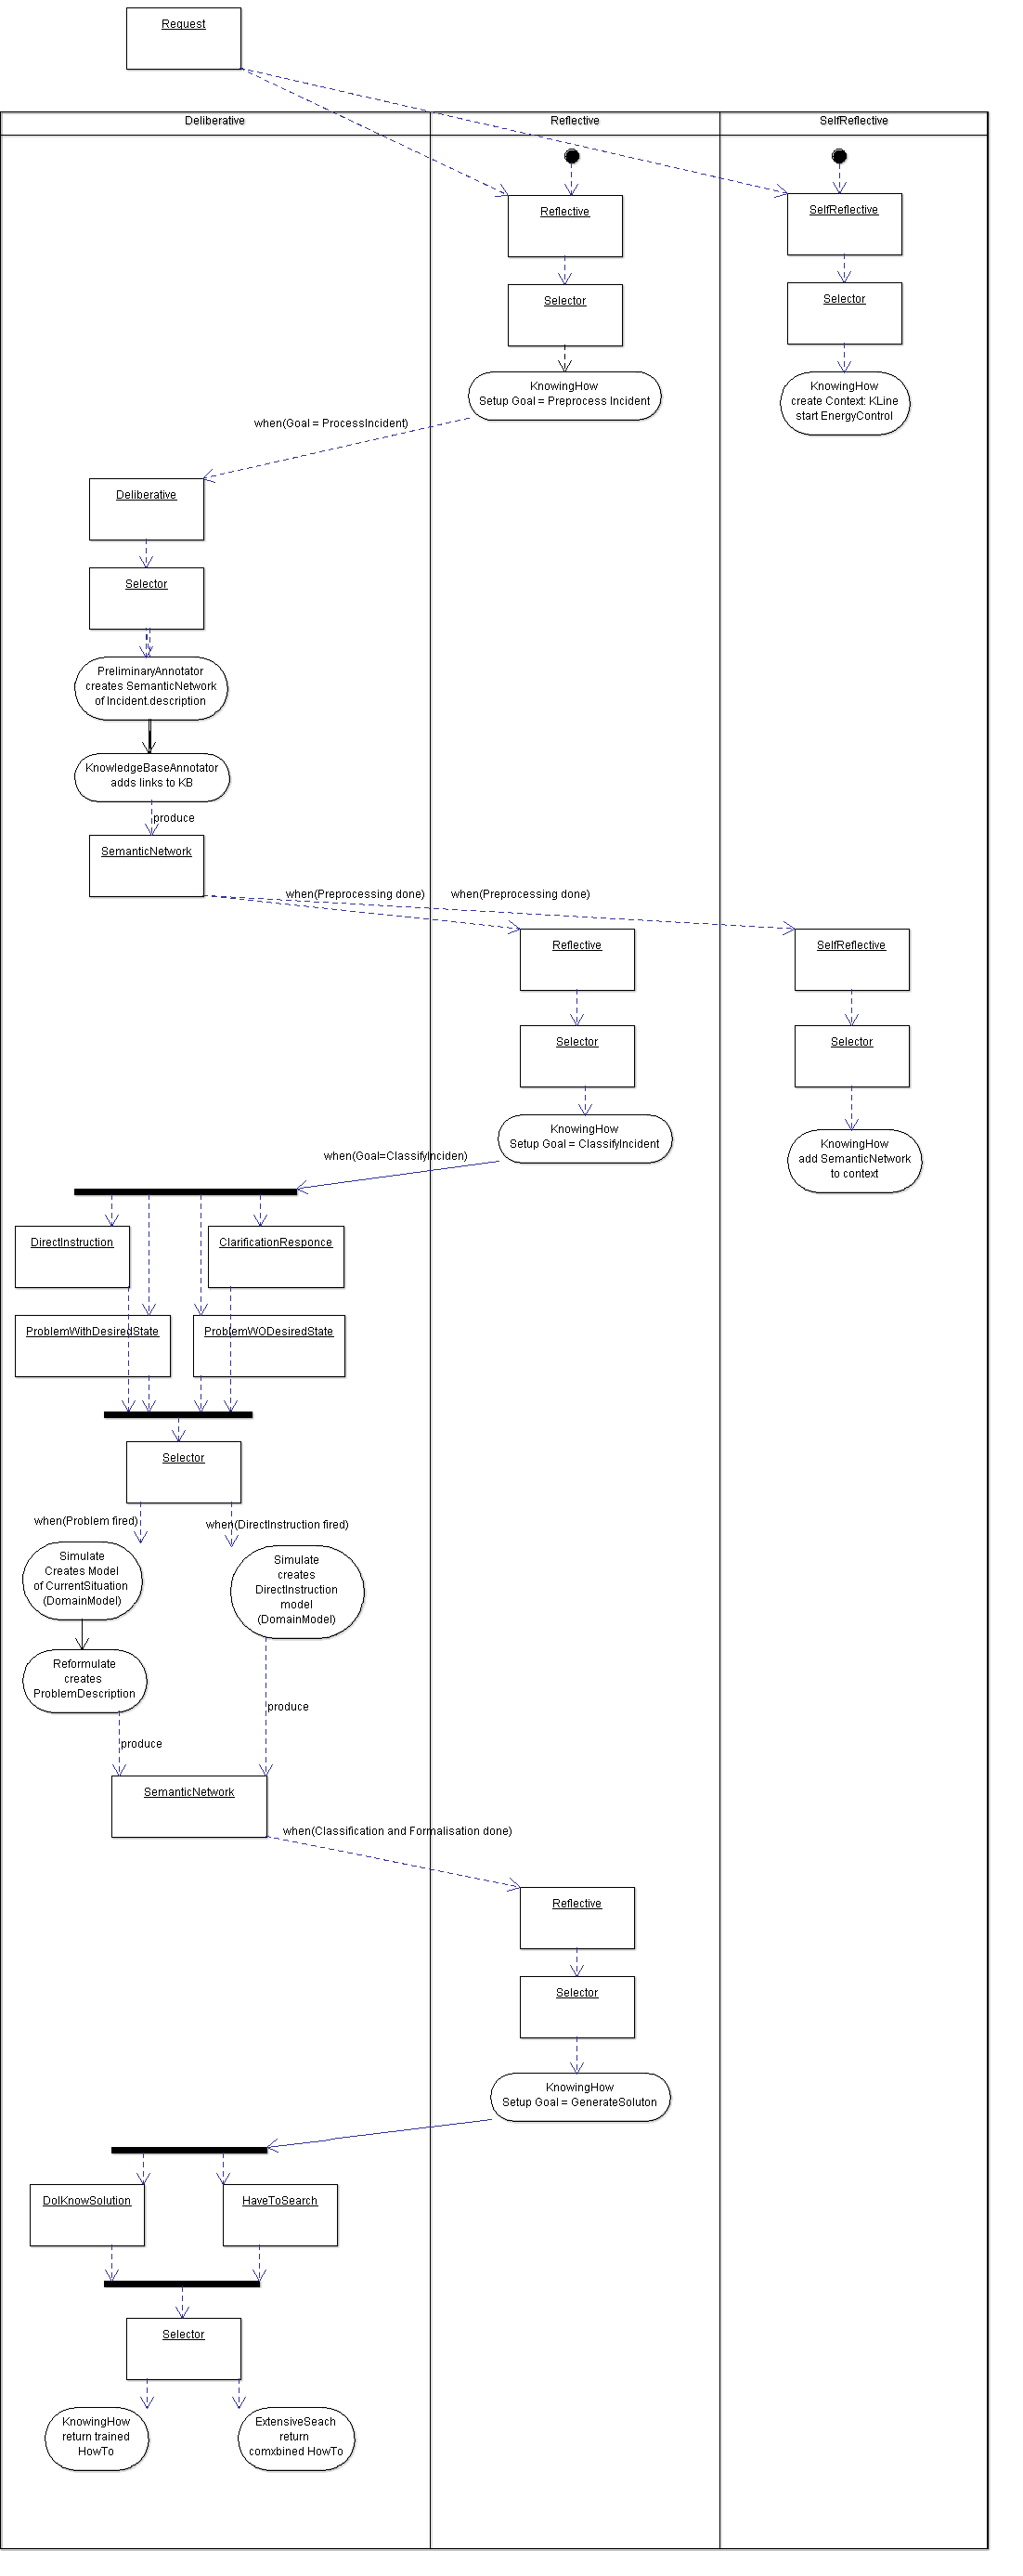 Request
Deliberative
Reflective
SelfReflective
Reflective
SelfReflective
Selector
Selector
KnowingHow
Setup Goal = Preprocess Incident
KnowingHow
create Context: KLine
start EnergyControl
when(Goal = ProcessIncident)
Deliberative
Selector
PreliminaryAnnotator
creates SemanticNetwork
of Incident.description
KnowledgeBaseAnnotator
adds links to KB
produce
SemanticNetwork
when(Preprocessing done)
when(Preprocessing done)
Reflective
SelfReflective
Selector
Selector
KnowingHow
Setup Goal = ClassifyIncident
KnowingHow
add SemanticNetwork
to context
when(Goal=ClassifyInciden)
DirectInstruction
ClarificationResponce
ProblemWithDesiredState
ProblemWODesiredState
Selector
when(Problem fired)
when(DirectInstruction fired)
Simulate
Creates Model
of CurrentSituation
(DomainModel)
Simulate
creates
DirectInstruction
model
(DomainModel)
Reformulate
creates
ProblemDescription
produce
produce
SemanticNetwork
when(Classification and Formalisation done)
Reflective
Selector
KnowingHow
Setup Goal = GenerateSoluton
DoIKnowSolution
HaveToSearch
Selector
KnowingHow
return trained
HowTo
ExtensiveSeach
return
comxbined HowTo